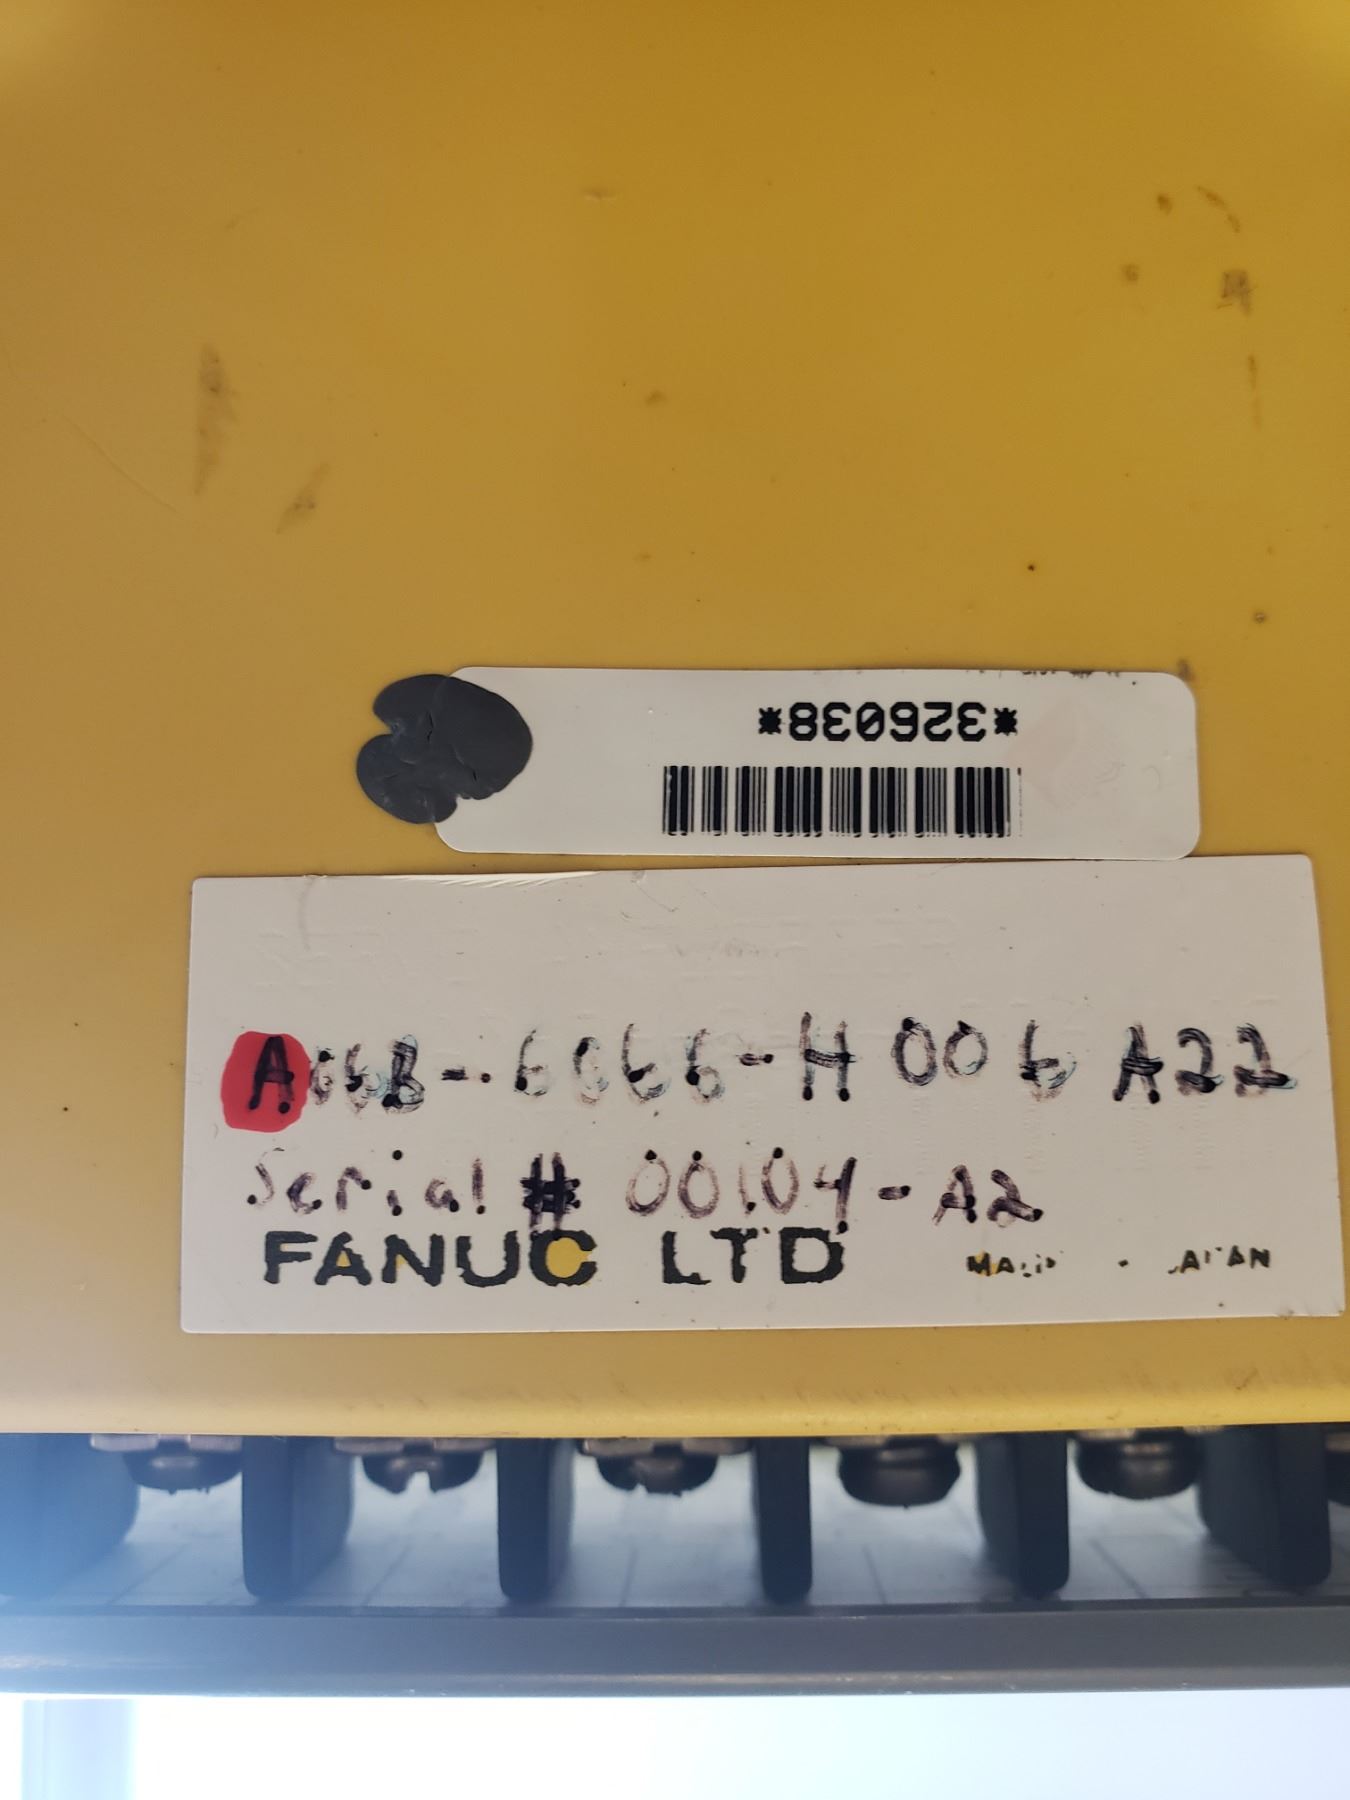 *326038*
A06B-.6066-H006 A22
Serial # 00104-A2
FANUC LTD